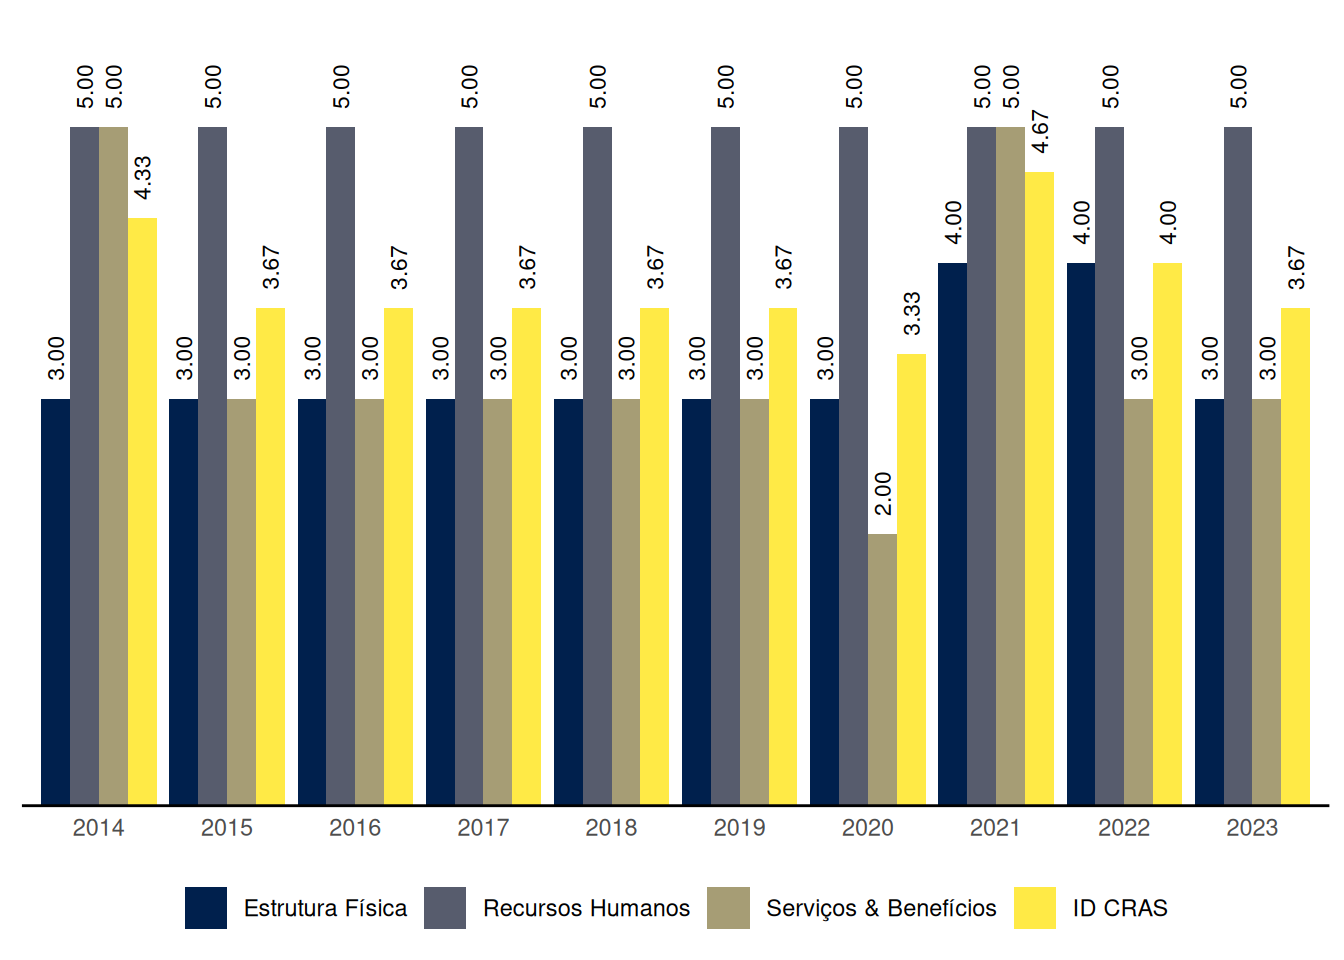 5.00 5.00 5.00 5.00 5.00 5.00 5.00 5.00 5.00 5.00 5.00 5.00
4.67
4.33
4.00 4.00 4.00
3.67 3.67 3.67 3.67 3.67 3.67
3.33
3.00 3.00 3.00 3.00 3.00 3.00 3.00 3.00 3.00 3.00 3.00 3.00 3.00 3.00 3.00 3.00
2.00
2014 2015 2016 2017 2018 2019 2020 2021 2022 2023
Estrutura Física Recursos Humanos Serviços & Benefícios ID CRAS